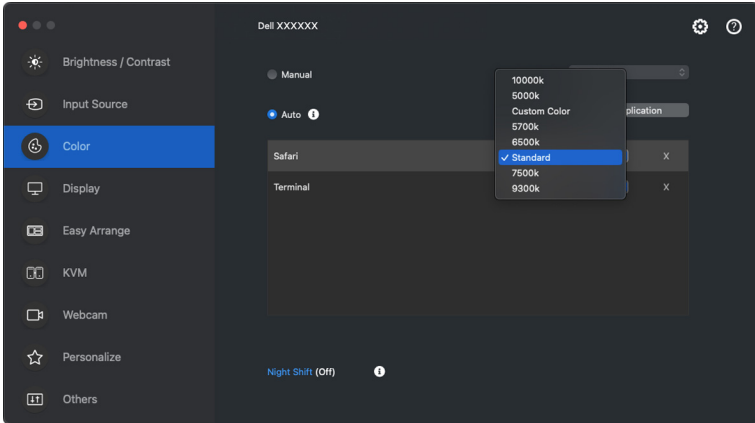 Dell XXXXXX
Brightness / Contrast
Input Source
Color
Display
Easy Arrange
KVM
Webcam
Personalize
Others
Manual
Auto
Safari
X
Terminal
X
10000k
5000k
Custom Color
5700k
6500k
✓ Standard
7500k
9300k
Night Shift (Off)